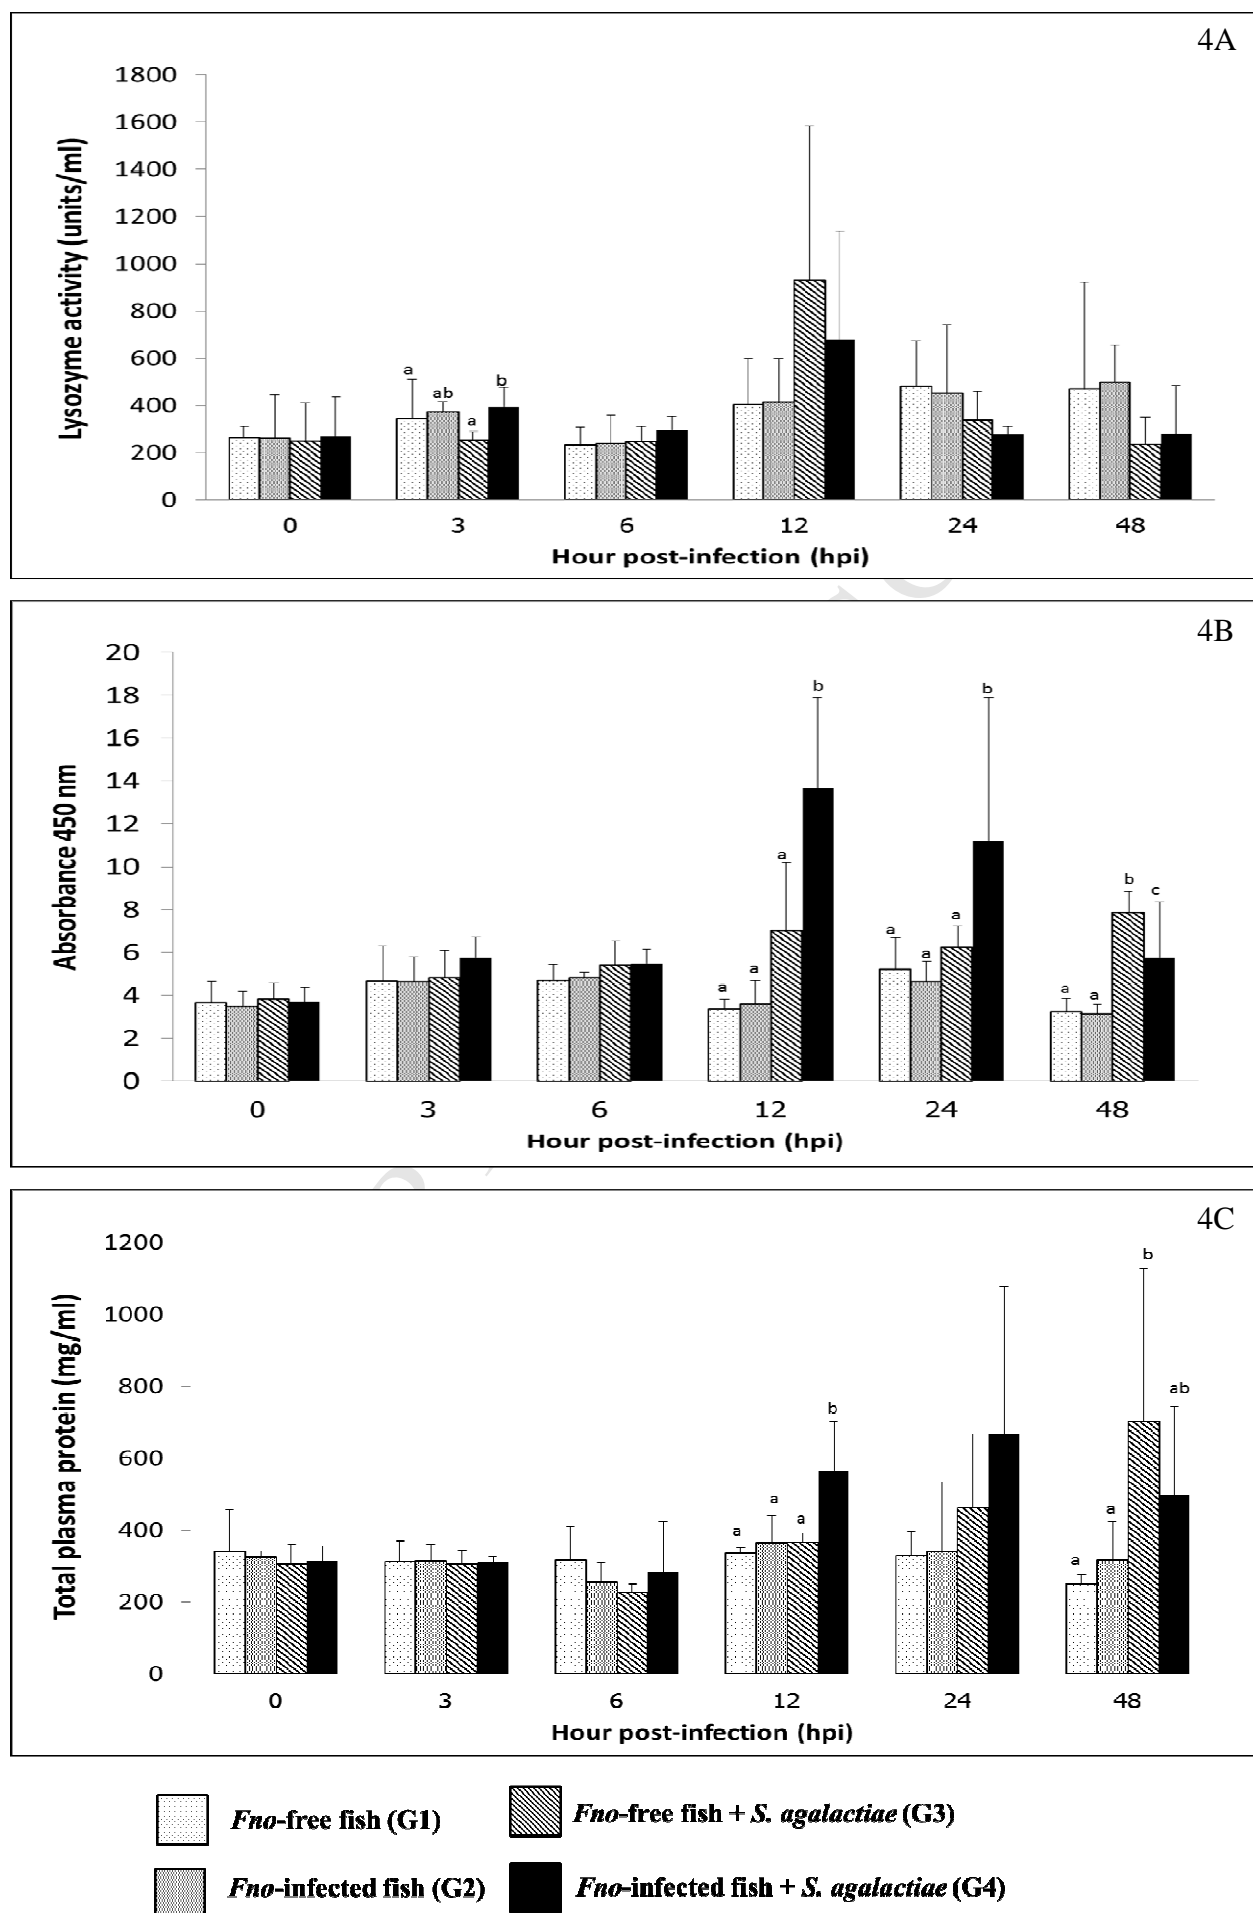 4A
1800
1600
1400
1200
1000
800
600
400
200
0
Lysozyme activity (units/ml)
a
ab
a
b
0 3 6 12 24 48
Hour post-infection (hpi)
4B
20
18
16
14
12
10
8
6
4
2
0
Absorbance 450 nm
a
a
a
b
a
a
a
b
a
a
b
c
0 3 6 12 24 48
Hour post-infection (hpi)
4C
1200
1000
800
600
400
200
0
Total plasma protein (mg/ml)
a
a
a
b
a
a
b
ab
0 3 6 12 24 48
Hour post-infection (hpi)
Fno-free fish (G1)
Fno-free fish + S. agalactiae (G3)
Fno-infected fish (G2)
Fno-infected fish + S. agalactiae (G4)